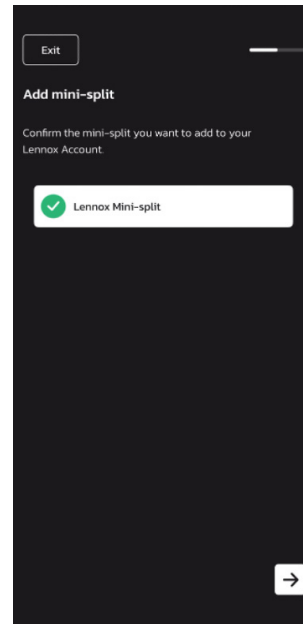 Exit
Add mini-split
Confirm the mini-split you want to add to your
Lennox Account.
Lennox Mini-split